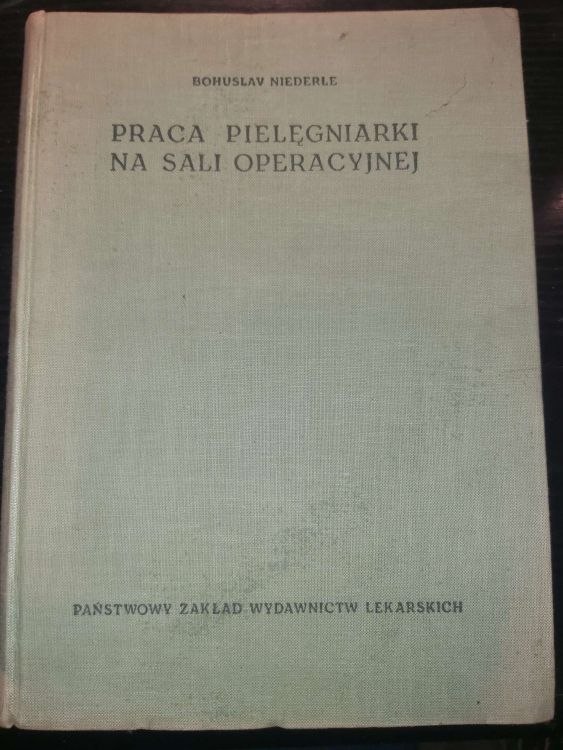 BOHUSLAV NIEDERLE
PRACA PIELĘGNIARKI
NA SALI OPERACYJNEJ
PAŃSTWOWY ZAKŁAD WYDAWNICTW LEKARSKICH